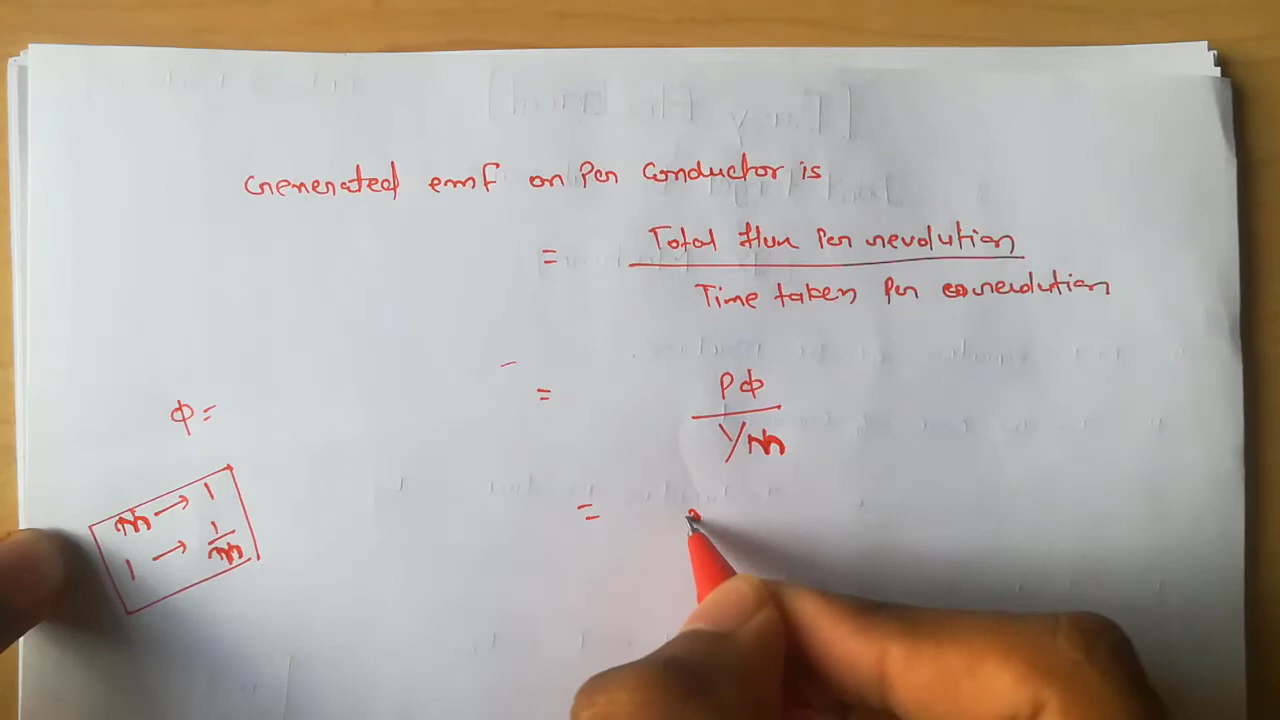 Generated emf on Per conductor is
= Total flux Per revolution
Time taken Per revolution
= Pφ
1/n
φ=
n → 1
1 → 1/n
=